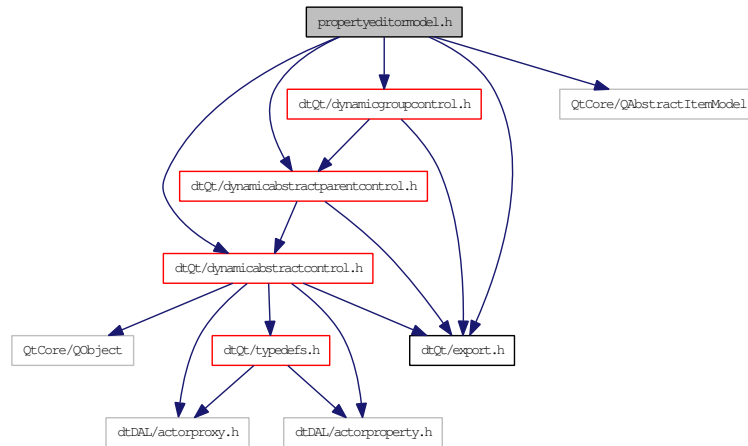 propertyeditormodel.h
dtQt/dynamicgroupcontrol.h
QtCore/QAbstractItemModel
dtQt/dynamicabstractparentcontrol.h
dtQt/dynamicabstractcontrol.h
QtCore/QObject
dtQt/typedefs.h
dtQt/export.h
dtDAL/actorproxy.h
dtDAL/actorproperty.h